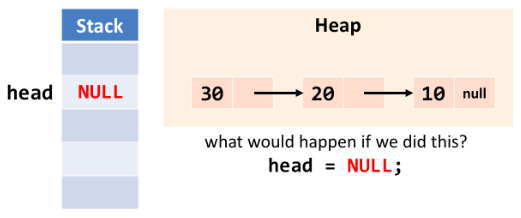 Stack
Heap
head NULL
30 20 10 null
what would happen if we did this?
head = NULL;